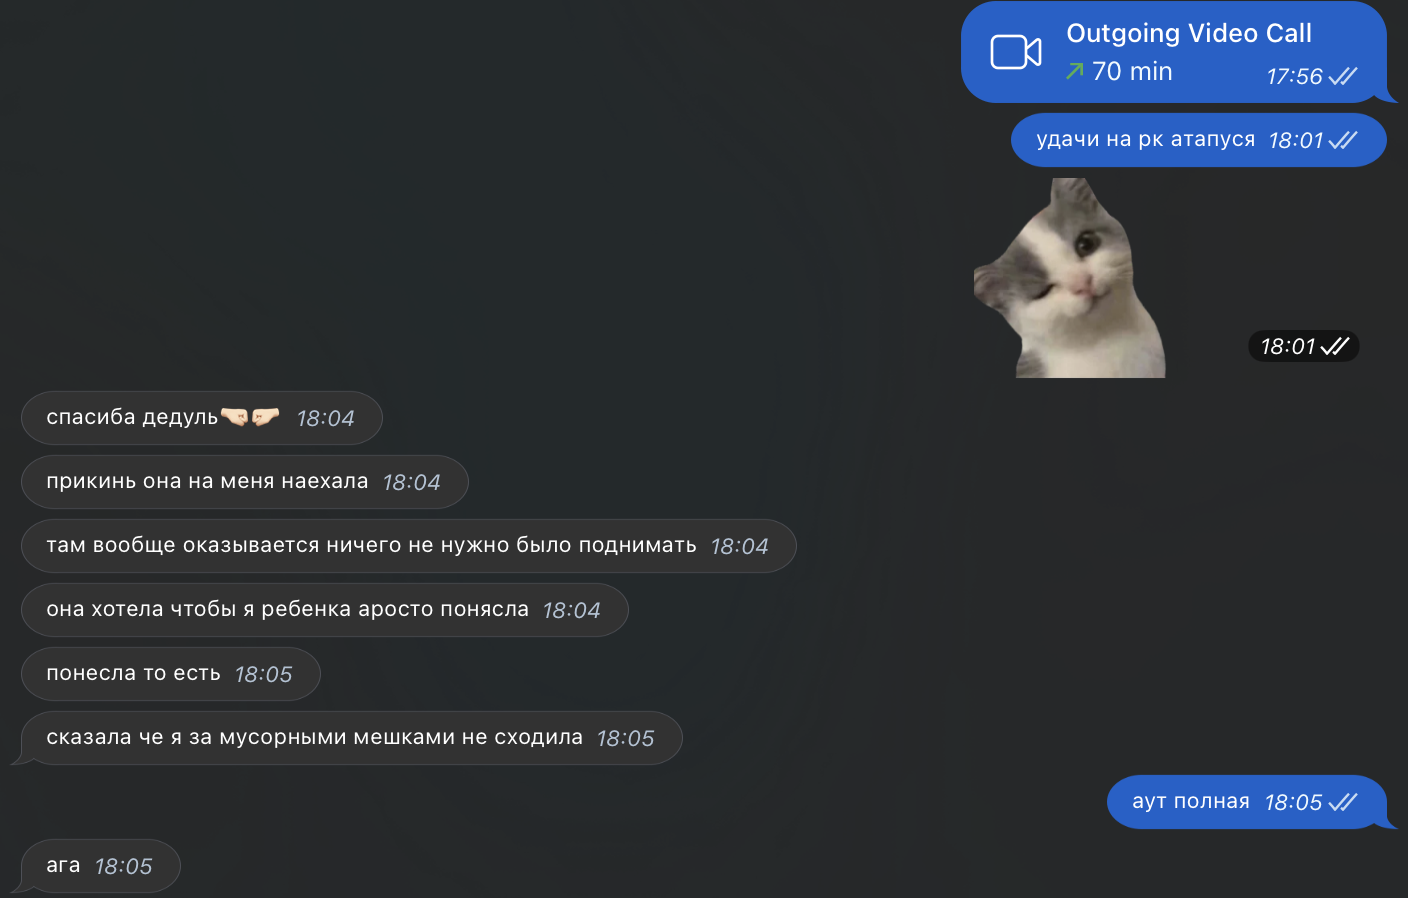 Outgoing Video Call
70 min 17:56
удачи на рк атапуся 18:01
18:01
спасиба дедуль🤜🏻🤛🏻 18:04
прикинь она на меня наехала 18:04
там вообще оказывается ничего не нужно было поднимать 18:04
она хотела чтобы я ребенка аросто понясла 18:04
понесла то есть 18:05
сказала че я за мусорными мешками не сходила 18:05
аут полная 18:05
ага 18:05